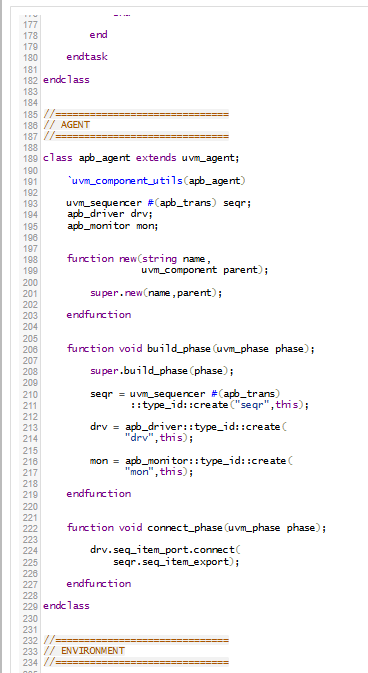 177
178 end
179
180 endtask
181
182 endclass
183
184
185 //==============================
186 // AGENT
187 //==============================
188
189 class apb_agent extends uvm_agent;
190
191 `uvm_component_utils(apb_agent)
192
193 uvm_sequencer #(apb_trans) seqr;
194 apb_driver drv;
195 apb_monitor mon;
196
197
198 function new(string name,
199 uvm_component parent);
200
201 super.new(name,parent);
202
203 endfunction
204
205
206 function void build_phase(uvm_phase phase);
207
208 super.build_phase(phase);
209
210 seqr = uvm_sequencer #(apb_trans)
211 ::type_id::create("seqr",this);
212
213 drv = apb_driver::type_id::create(
214 "drv",this);
215
216 mon = apb_monitor::type_id::create(
217 "mon",this);
218
219 endfunction
220
221
222 function void connect_phase(uvm_phase phase);
223
224 drv.seq_item_port.connect(
225 seqr.seq_item_export);
226
227 endfunction
228
229 endclass
230
231
232 //==============================
233 // ENVIRONMENT
234 //==============================